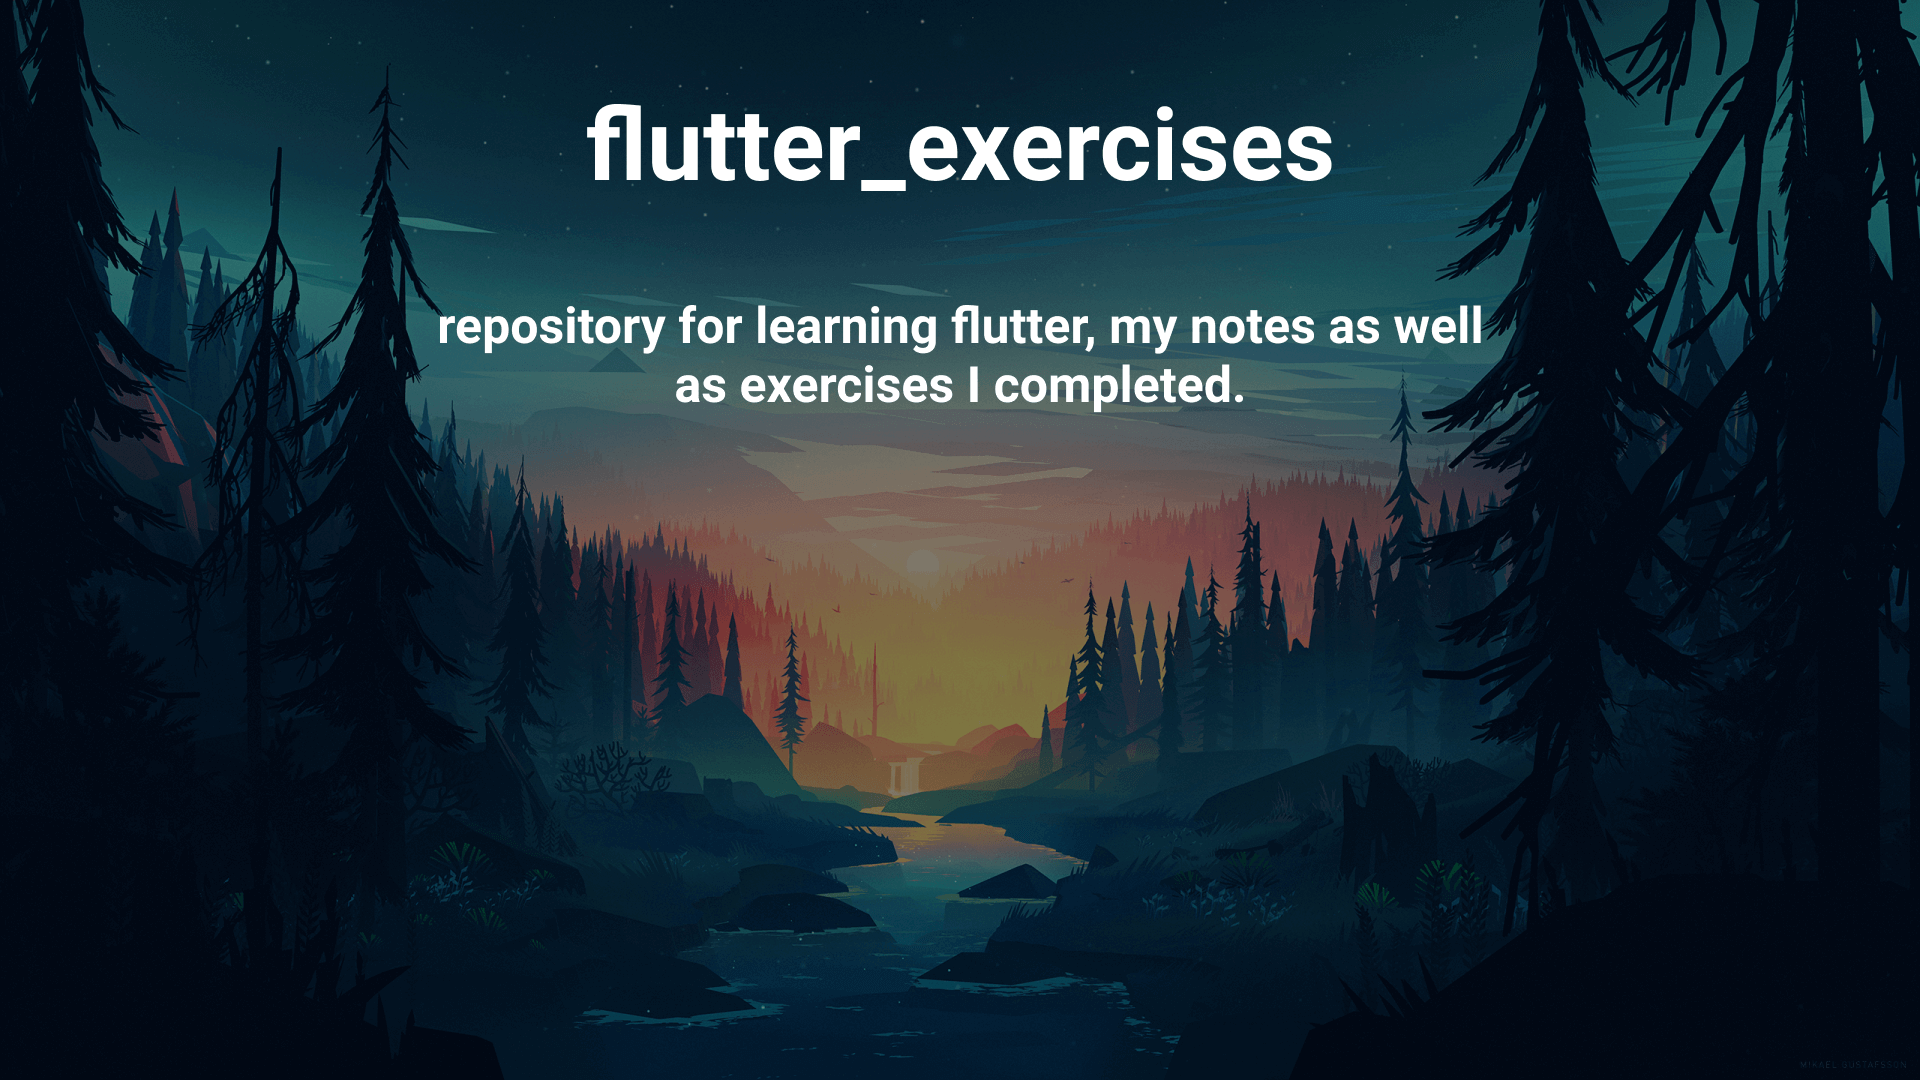 flutter_exercises
repository for learning flutter, my notes as well
as exercises I completed.
MIKAEL GUSTAFSSON